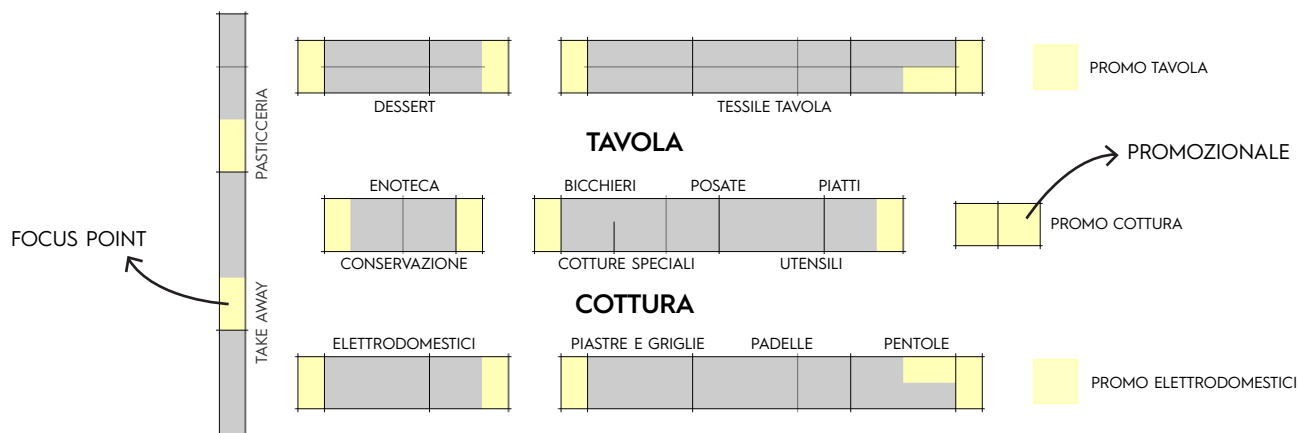 PROMO TAVOLA
PASTICCERIA
DESSERT
TESSILE TAVOLA
TAVOLA
PROMOZIONALE
ENOTECA
BICCHIERI
POSATE
PIATTI
PROMO COTTURA
FOCUS POINT
CONSERVAZIONE
COTTURE SPECIALI
UTENSILI
TAKE AWAY
COTTURA
ELETTRODOMESTICI
PIASTRE E GRIGLIE
PADELLE
PENTOLE
PROMO ELETTRODOMESTICI